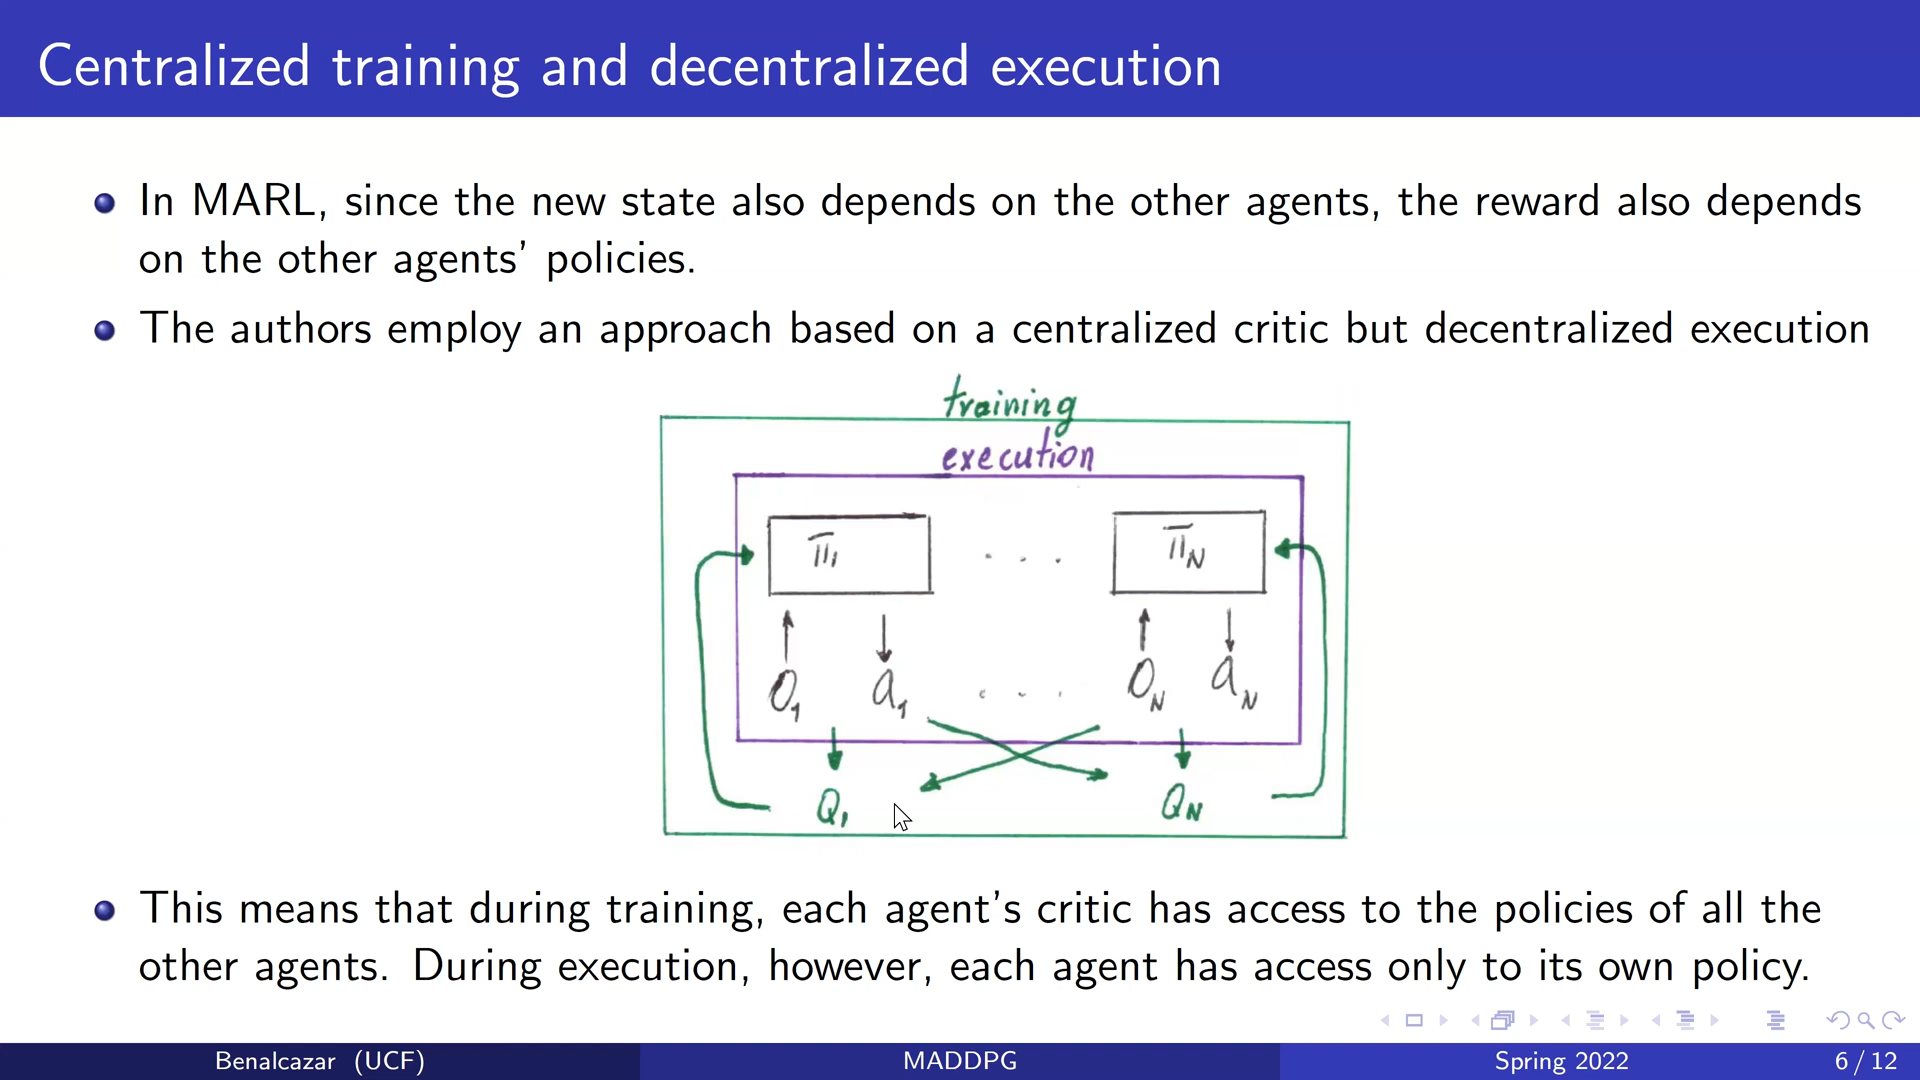 Centralized training and decentralized execution
In MARL, since the new state also depends on the other agents, the reward also depends
on the other agents' policies.
The authors employ an approach based on a centralized critic but decentralized execution
training
execution
π₁ . . . π_N
O₁ a₁ . . . O_N a_N
Q₁ Q_N
This means that during training, each agent's critic has access to the policies of all the
other agents. During execution, however, each agent has access only to its own policy.
Benalcazar (UCF) MADDPG Spring 2022 6 / 12